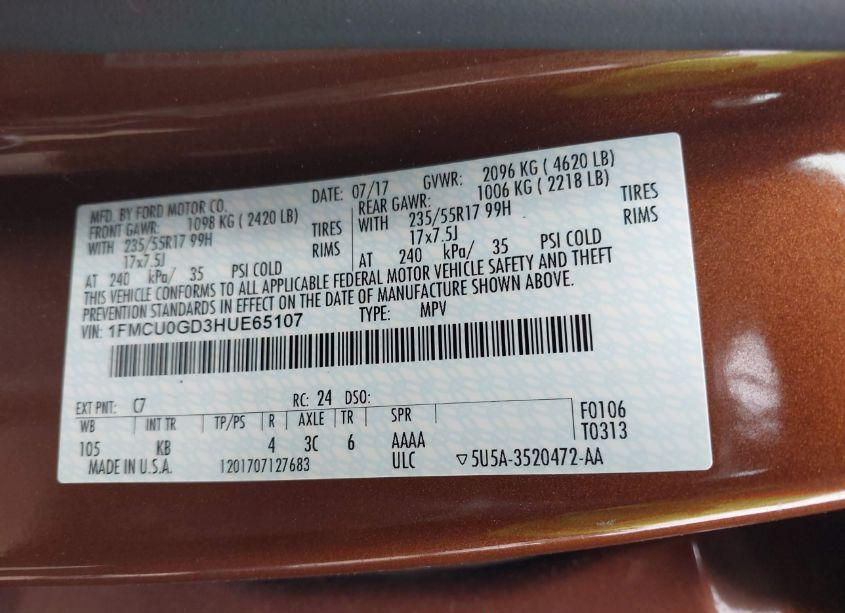 MFD. BY FORD MOTOR CO. DATE: 07/17 GVWR: 2096 KG ( 4620 LB)
FRONT GAWR: 1098 KG ( 2420 LB) REAR GAWR: 1006 KG ( 2218 LB)
WITH 235/55R17 99H TIRES WITH 235/55R17 99H TIRES
17x7.5J RIMS 17x7.5J RIMS
AT 240 kPa/ 35 PSI COLD AT 240 kPa/ 35 PSI COLD
THIS VEHICLE CONFORMS TO ALL APPLICABLE FEDERAL MOTOR VEHICLE SAFETY AND THEFT
PREVENTION STANDARDS IN EFFECT ON THE DATE OF MANUFACTURE SHOWN ABOVE.
VIN: 1FMCU0GD3HUE65107 TYPE: MPV
EXT PNT: C7 RC: 24 DSO:
WB INT TR TP/PS R AXLE TR SPR F0106
105 KB 4 3C 6 AAAA T0313
MADE IN U.S.A. 1201707127683 ULC ▽5U5A-3520472-AA